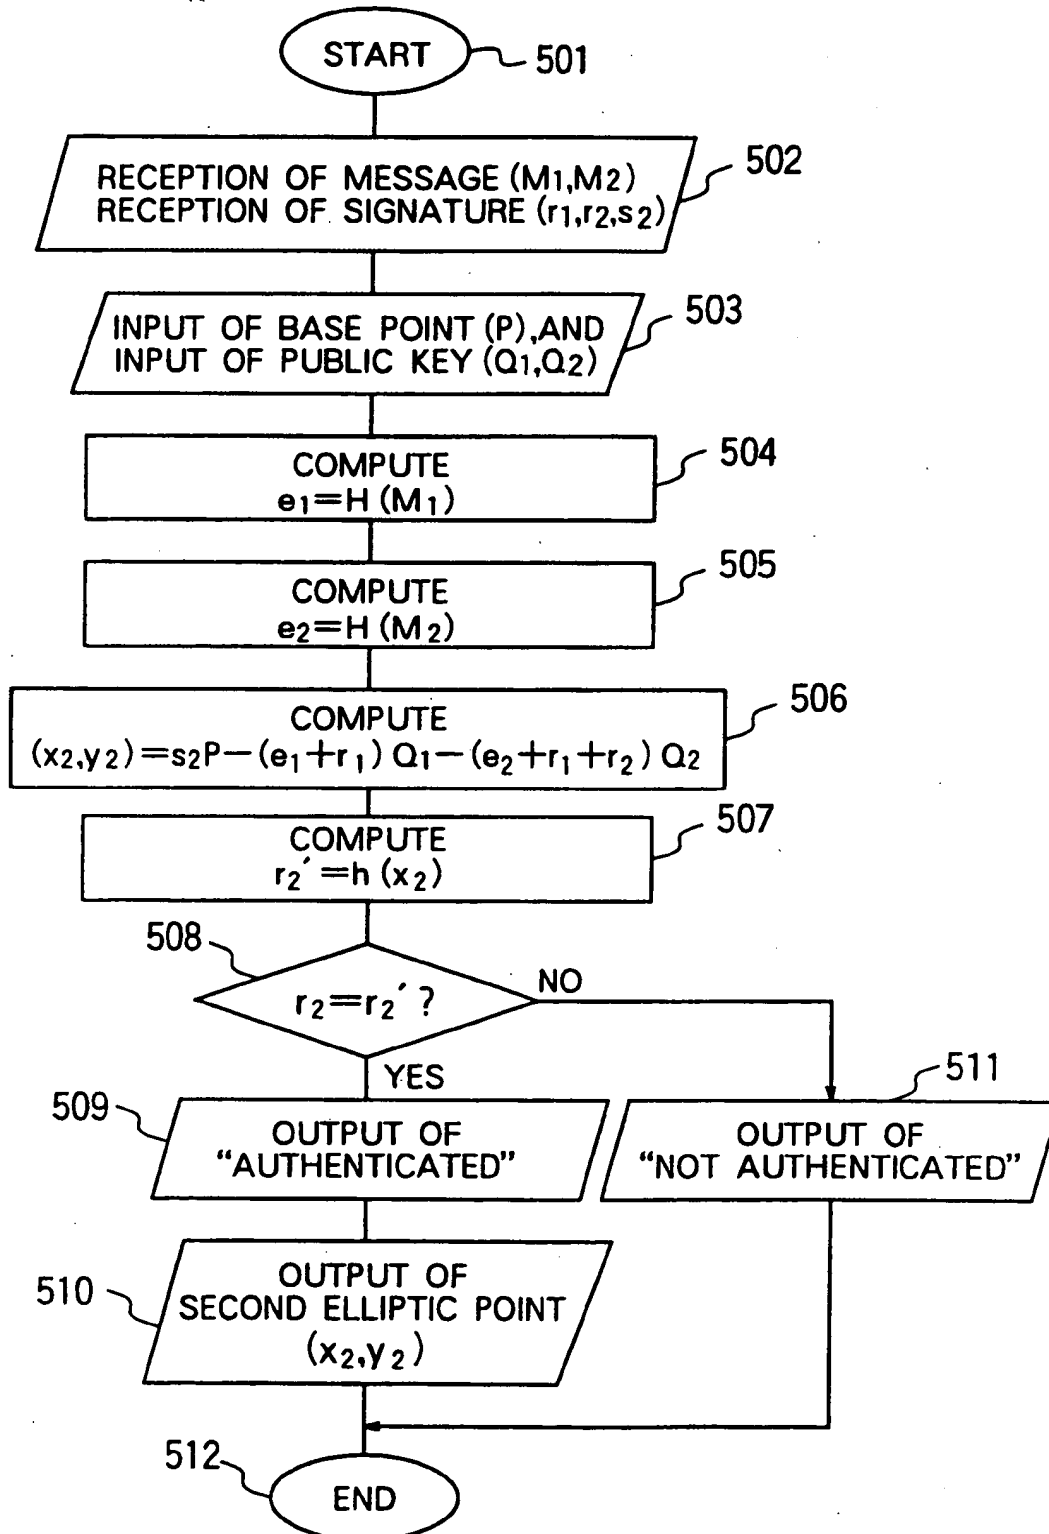 START
501
RECEPTION OF MESSAGE (M1,M2)
RECEPTION OF SIGNATURE (r1,r2,s2)
502
INPUT OF BASE POINT (P),AND
INPUT OF PUBLIC KEY (Q1,Q2)
503
COMPUTE
e1=H (M1)
504
COMPUTE
e2=H (M2)
505
COMPUTE
(x2,y2)=s2P-(e1+r1) Q1-(e2+r1+r2) Q2
506
COMPUTE
r2′=h (x2)
507
508
r2=r2′ ?
NO
YES
509
OUTPUT OF
“AUTHENTICATED”
511
OUTPUT OF
“NOT AUTHENTICATED”
510
OUTPUT OF
SECOND ELLIPTIC POINT
(x2,y2)
512
END